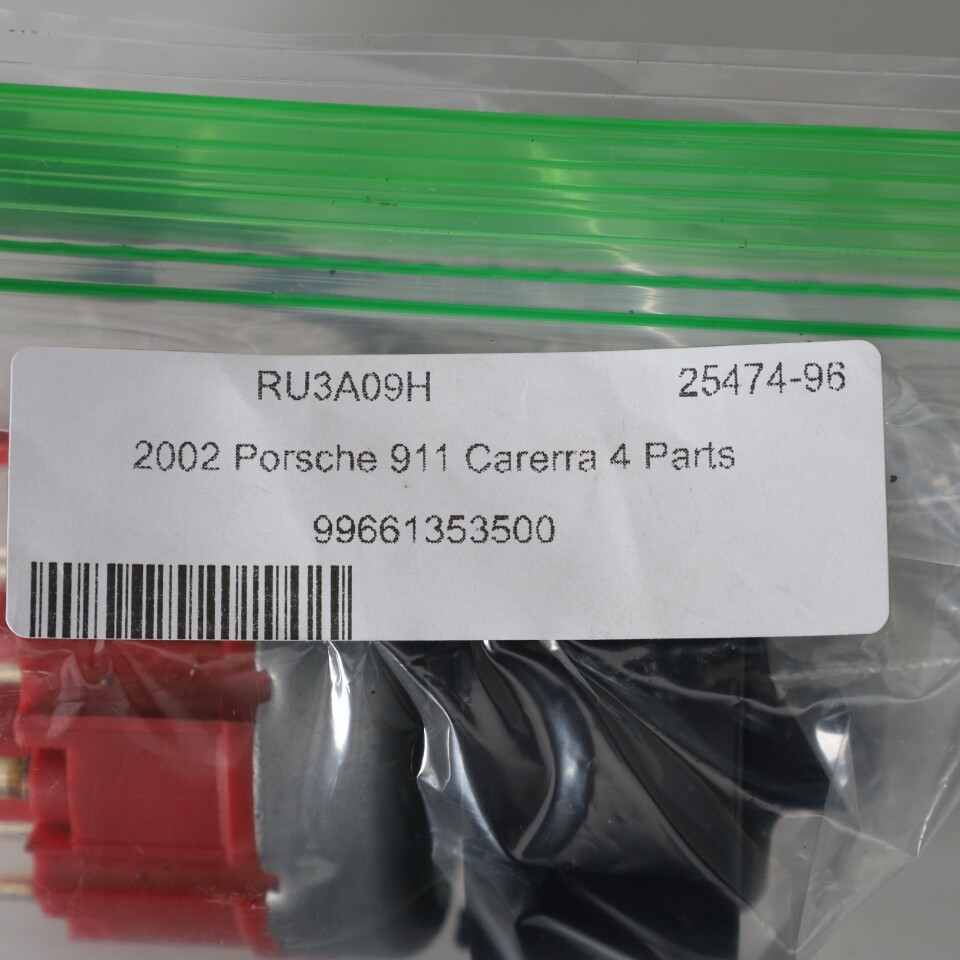 RU3A09H 25474-96
2002 Porsche 911 Carerra 4 Parts
99661353500